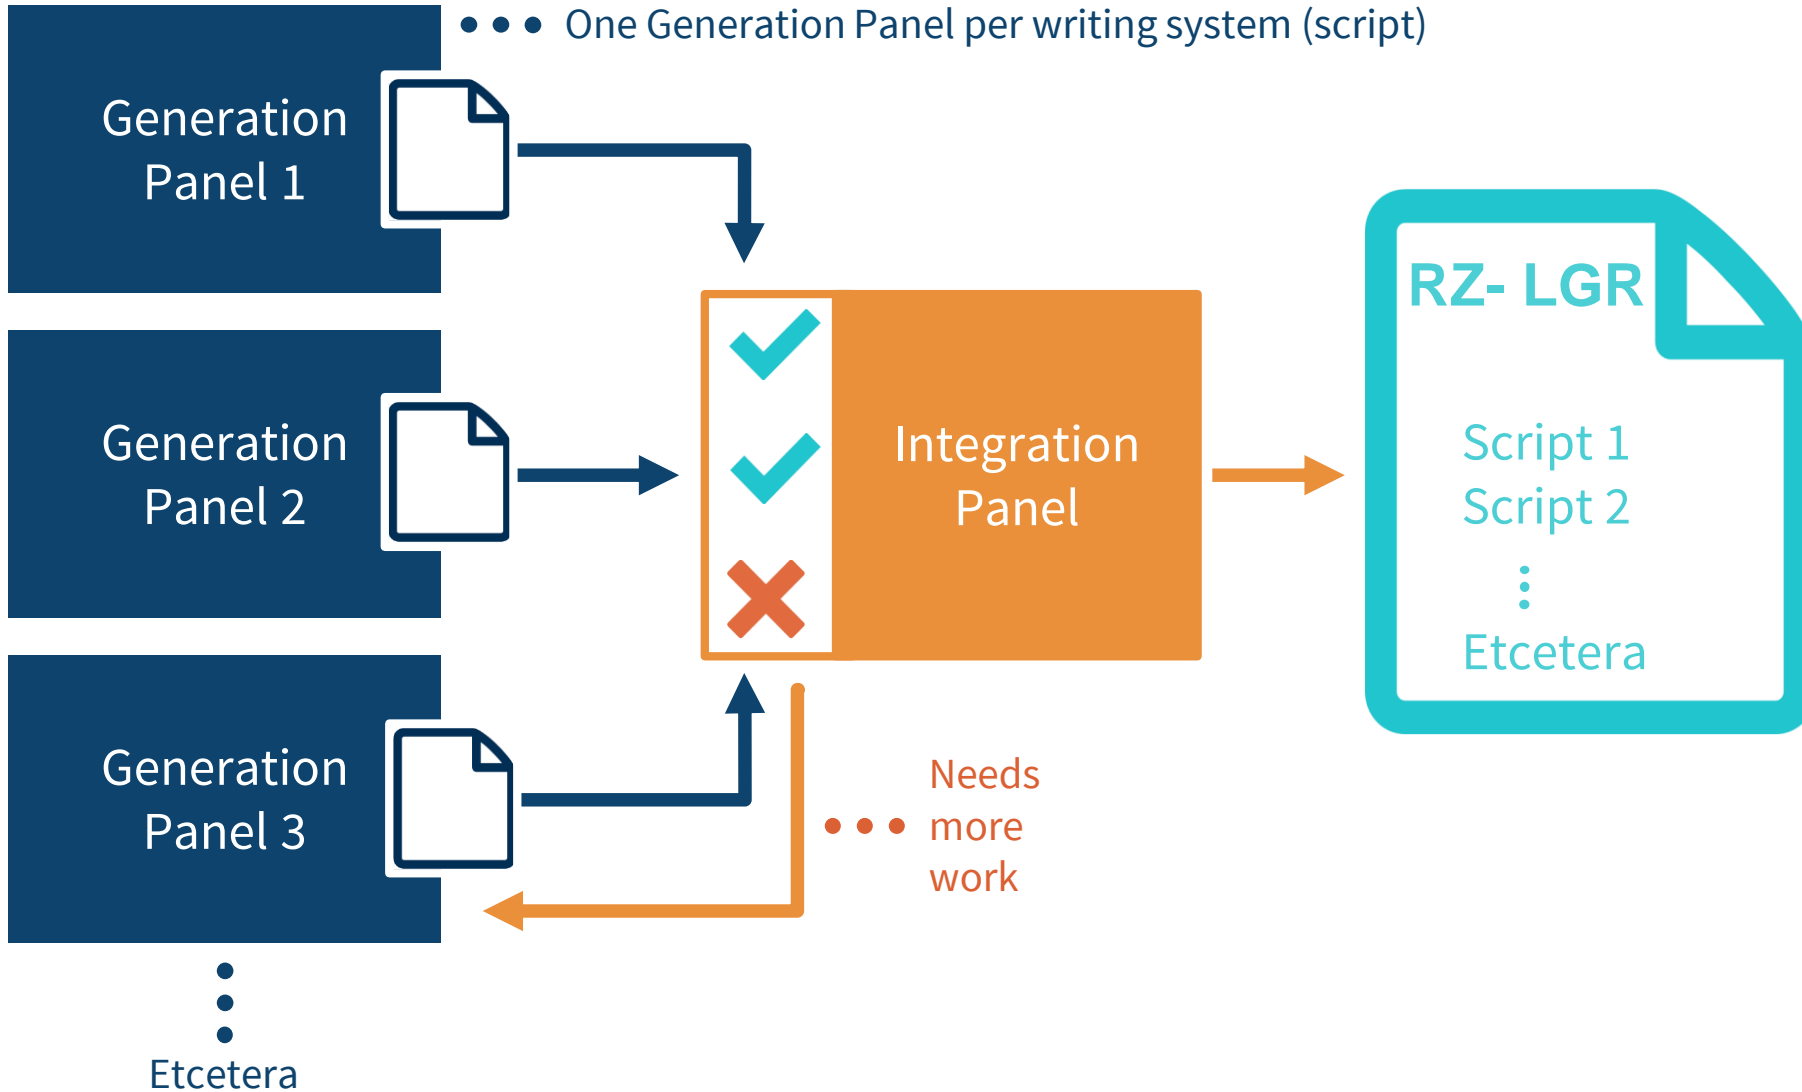 One Generation Panel per writing system (script)
Generation
Panel 1
Generation
Panel 2
Generation
Panel 3
Etcetera
Integration
Panel
Needs
more
work
RZ- LGR
Script 1
Script 2
Etcetera